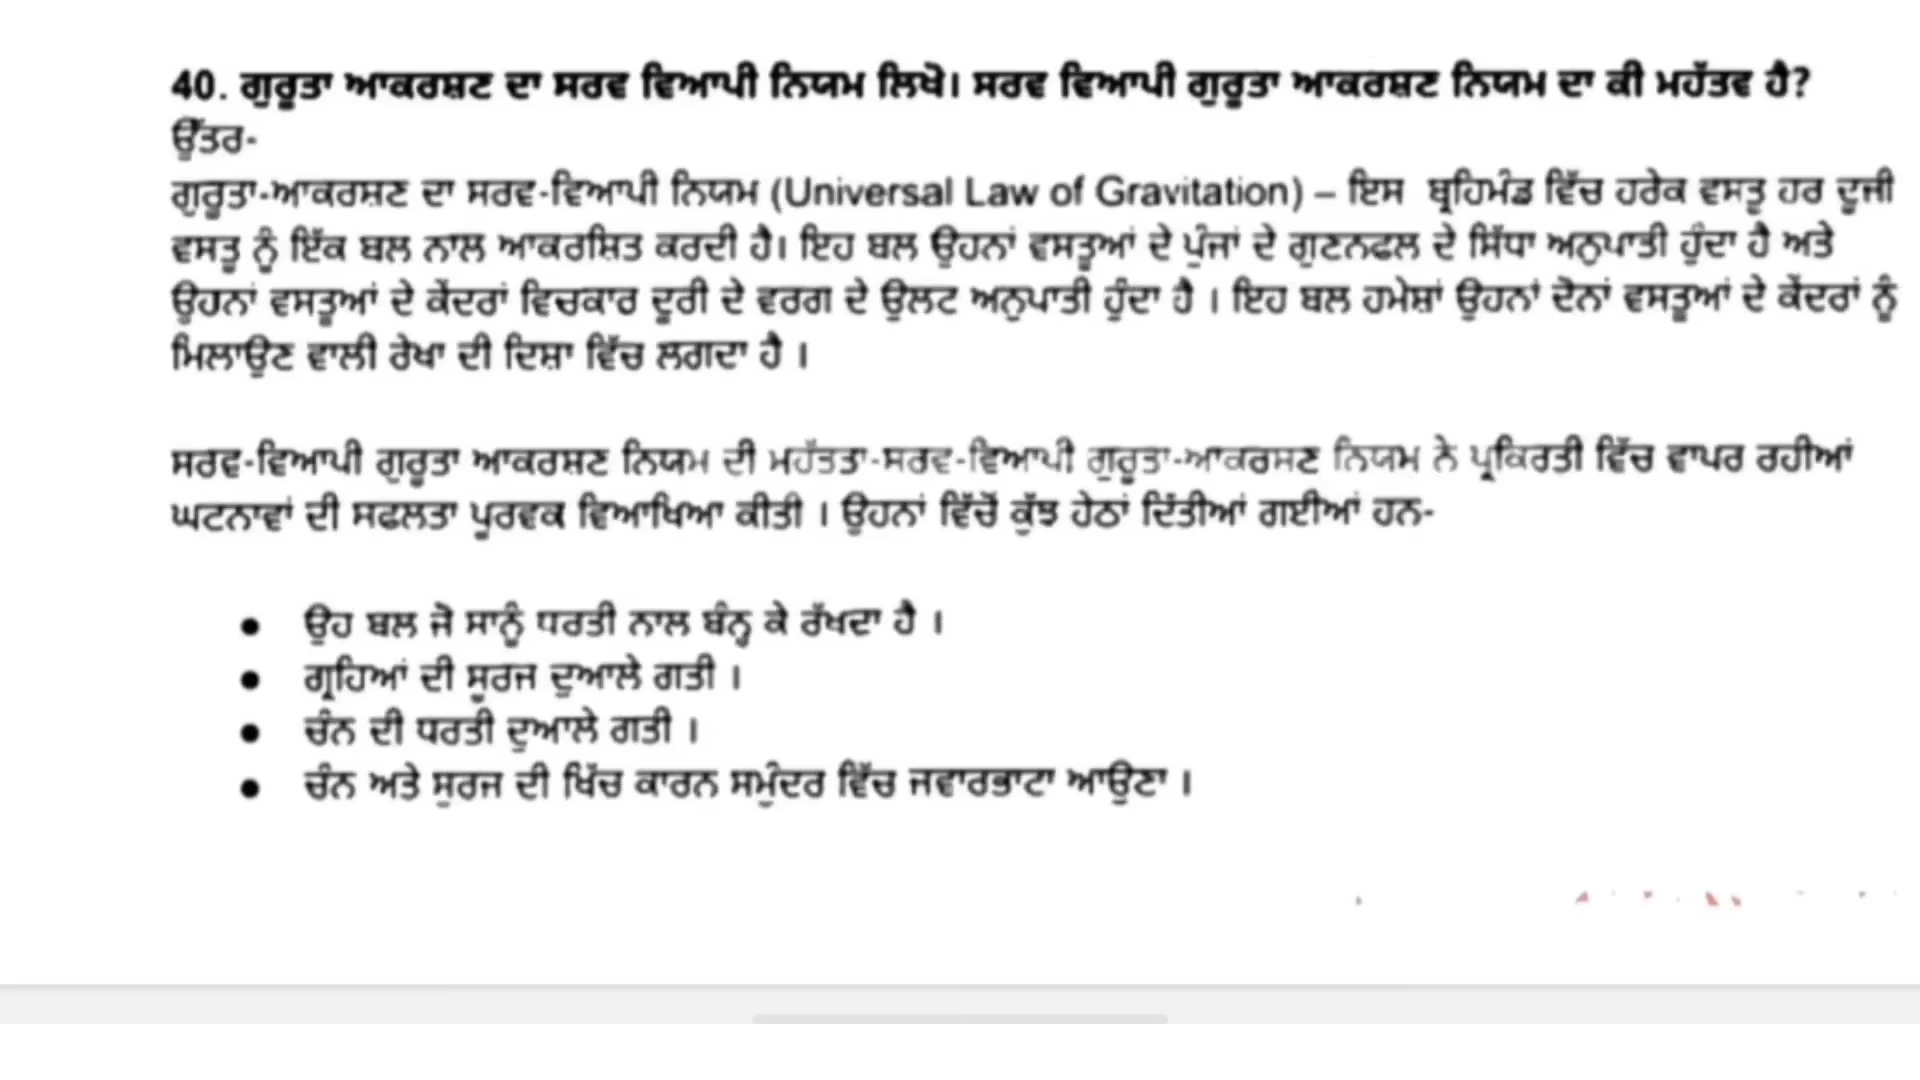 40. ਗੁਰੂਤਾ ਆਕਰਸ਼ਣ ਦਾ ਸਰਵ ਵਿਆਪੀ ਨਿਯਮ ਲਿਖੋ। ਸਰਵ ਵਿਆਪੀ ਗੁਰੂਤਾ ਆਕਰਸ਼ਣ ਨਿਯਮ ਦਾ ਕੀ ਮਹੱਤਵ ਹੈ?
ਉੱਤਰ-
ਗੁਰੂਤਾ-ਆਕਰਸ਼ਣ ਦਾ ਸਰਵ-ਵਿਆਪੀ ਨਿਯਮ (Universal Law of Gravitation) – ਇਸ ਬ੍ਰਹਿਮੰਡ ਵਿੱਚ ਹਰੇਕ ਵਸਤੂ ਹਰ ਦੂਜੀ
ਵਸਤੂ ਨੂੰ ਇੱਕ ਬਲ ਨਾਲ ਆਕਰਸ਼ਿਤ ਕਰਦੀ ਹੈ। ਇਹ ਬਲ ਉਹਨਾਂ ਵਸਤੂਆਂ ਦੇ ਪੁੰਜਾਂ ਦੇ ਗੁਣਨਫਲ ਦੇ ਸਿੱਧਾ ਅਨੁਪਾਤੀ ਹੁੰਦਾ ਹੈ ਅਤੇ
ਉਹਨਾਂ ਵਸਤੂਆਂ ਦੇ ਕੇਂਦਰਾਂ ਵਿਚਕਾਰ ਦੂਰੀ ਦੇ ਵਰਗ ਦੇ ਉਲਟ ਅਨੁਪਾਤੀ ਹੁੰਦਾ ਹੈ । ਇਹ ਬਲ ਹਮੇਸ਼ਾਂ ਉਹਨਾਂ ਦੋਨਾਂ ਵਸਤੂਆਂ ਦੇ ਕੇਂਦਰਾਂ ਨੂੰ
ਮਿਲਾਉਣ ਵਾਲੀ ਰੇਖਾ ਦੀ ਦਿਸ਼ਾ ਵਿੱਚ ਲਗਦਾ ਹੈ ।
ਸਰਵ-ਵਿਆਪੀ ਗੁਰੂਤਾ ਆਕਰਸ਼ਣ ਨਿਯਮ ਦੀ ਮਹੱਤਤਾ-ਸਰਵ-ਵਿਆਪੀ ਗੁਰੂਤਾ-ਆਕਰਸਣ ਨਿਯਮ ਨੇ ਪ੍ਰਕਿਰਤੀ ਵਿੱਚ ਵਾਪਰ ਰਹੀਆਂ
ਘਟਨਾਵਾਂ ਦੀ ਸਫਲਤਾ ਪੂਰਵਕ ਵਿਆਖਿਆ ਕੀਤੀ । ਉਹਨਾਂ ਵਿੱਚੋਂ ਕੁੱਝ ਹੇਠਾਂ ਦਿੱਤੀਆਂ ਗਈਆਂ ਹਨ-
● ਉਹ ਬਲ ਜੋ ਸਾਨੂੰ ਧਰਤੀ ਨਾਲ ਬੰਨ੍ਹ ਕੇ ਰੱਖਦਾ ਹੈ ।
● ਗ੍ਰਹਿਆਂ ਦੀ ਸੂਰਜ ਦੁਆਲੇ ਗਤੀ ।
● ਚੰਨ ਦੀ ਧਰਤੀ ਦੁਆਲੇ ਗਤੀ ।
● ਚੰਨ ਅਤੇ ਸੂਰਜ ਦੀ ਖਿੱਚ ਕਾਰਨ ਸਮੁੰਦਰ ਵਿੱਚ ਜਵਾਰਭਾਟਾ ਆਉਣਾ ।